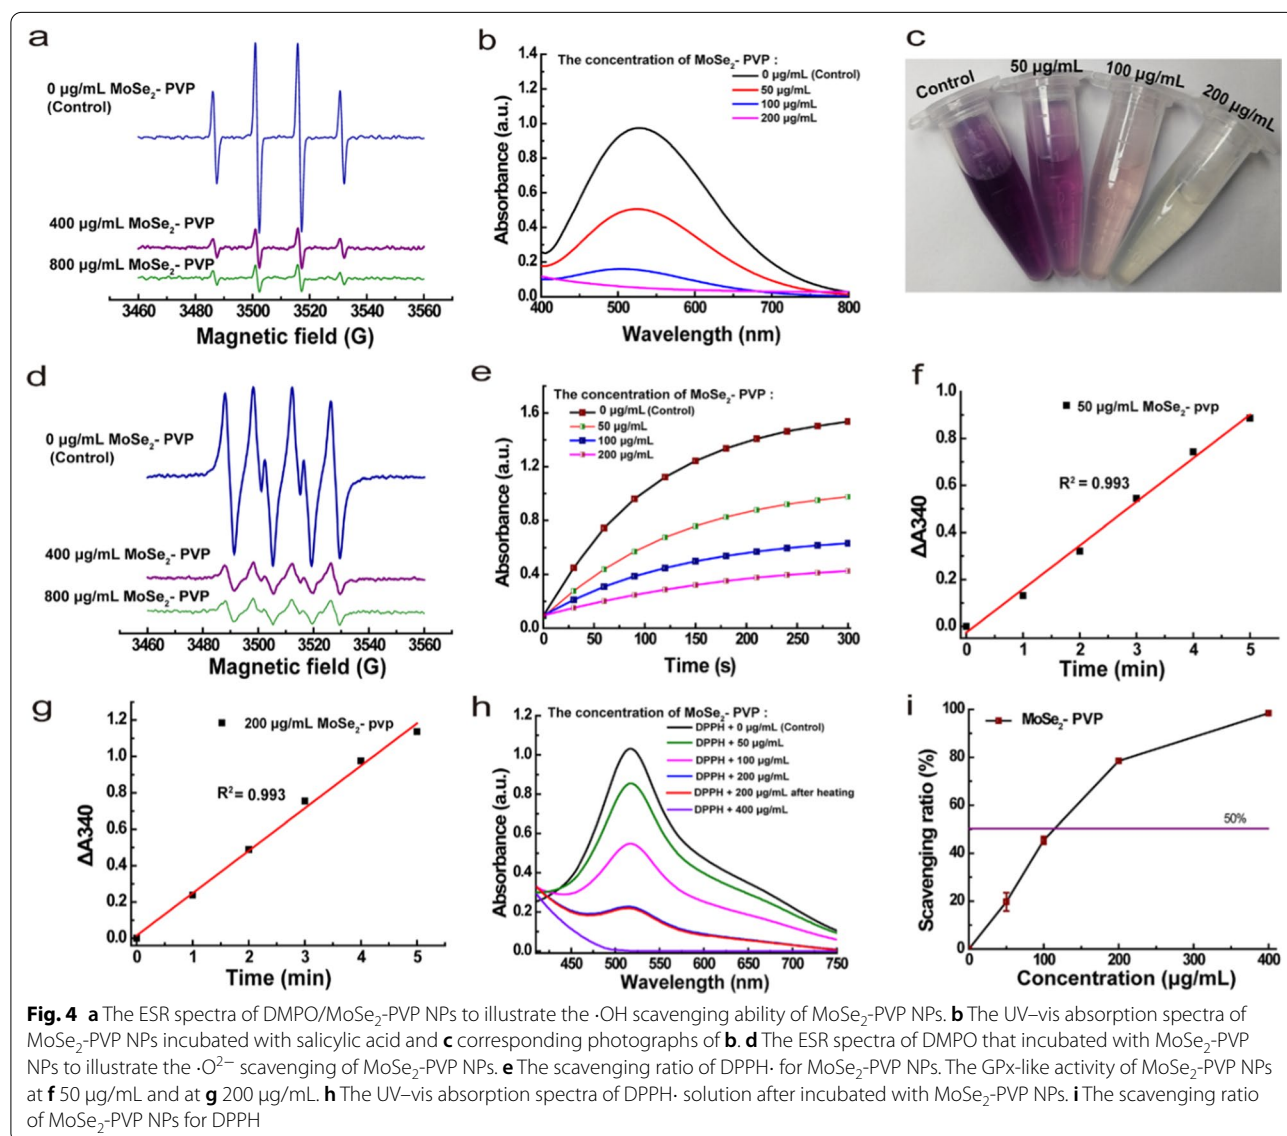 a
0 µg/mL MoSe2- PVP
(Control)
400 µg/mL MoSe2- PVP
800 µg/mL MoSe2- PVP
3460 3480 3500 3520 3540 3560
Magnetic field (G)
b
The concentration of MoSe2- PVP :
0 µg/mL (Control)
50 µg/mL
100 µg/mL
200 µg/mL
1.4
1.2
1.0
0.8
0.6
0.4
0.2
0.0
400 500 600 700 800
Absorbance (a.u.)
Wavelength (nm)
c
Control
50 µg/mL
100 µg/mL
200 µg/mL
d
0 µg/mL MoSe2- PVP
(Control)
400 µg/mL MoSe2- PVP
800 µg/mL MoSe2- PVP
3460 3480 3500 3520 3540 3560
Magnetic field (G)
e
The concentration of MoSe2- PVP :
0 µg/mL (Control)
50 µg/mL
100 µg/mL
200 µg/mL
1.6
1.2
0.8
0.4
0.0
0 50 100 150 200 250 300
Absorbance (a.u.)
Time (s)
f
50 µg/mL MoSe2- pvp
R2 = 0.993
1.0
0.8
0.6
0.4
0.2
0.0
0 1 2 3 4 5
ΔA340
Time (min)
g
200 µg/mL MoSe2- pvp
R2 = 0.993
1.2
1.0
0.8
0.6
0.4
0.2
0.0
0 1 2 3 4 5
ΔA340
Time (min)
h
The concentration of MoSe2- PVP :
DPPH + 0 µg/mL (Control)
DPPH + 50 µg/mL
DPPH + 100 µg/mL
DPPH + 200 µg/mL
DPPH + 200 µg/mL after heating
DPPH + 400 µg/mL
1.2
1.0
0.8
0.6
0.4
0.2
0.0
450 500 550 600 650 700 750
Absorbance (a.u.)
Wavelength (nm)
i
MoSe2- PVP
50%
100
80
60
40
20
0
0 100 200 300 400
Scavenging ratio (%)
Concentration (µg/mL)
Fig. 4 a The ESR spectra of DMPO/MoSe2-PVP NPs to illustrate the ·OH scavenging ability of MoSe2-PVP NPs. b The UV–vis absorption spectra of
MoSe2-PVP NPs incubated with salicylic acid and c corresponding photographs of b. d The ESR spectra of DMPO that incubated with MoSe2-PVP
NPs to illustrate the ·O2− scavenging of MoSe2-PVP NPs. e The scavenging ratio of DPPH· for MoSe2-PVP NPs. The GPx-like activity of MoSe2-PVP NPs
at f 50 µg/mL and at g 200 µg/mL. h The UV–vis absorption spectra of DPPH· solution after incubated with MoSe2-PVP NPs. i The scavenging ratio
of MoSe2-PVP NPs for DPPH